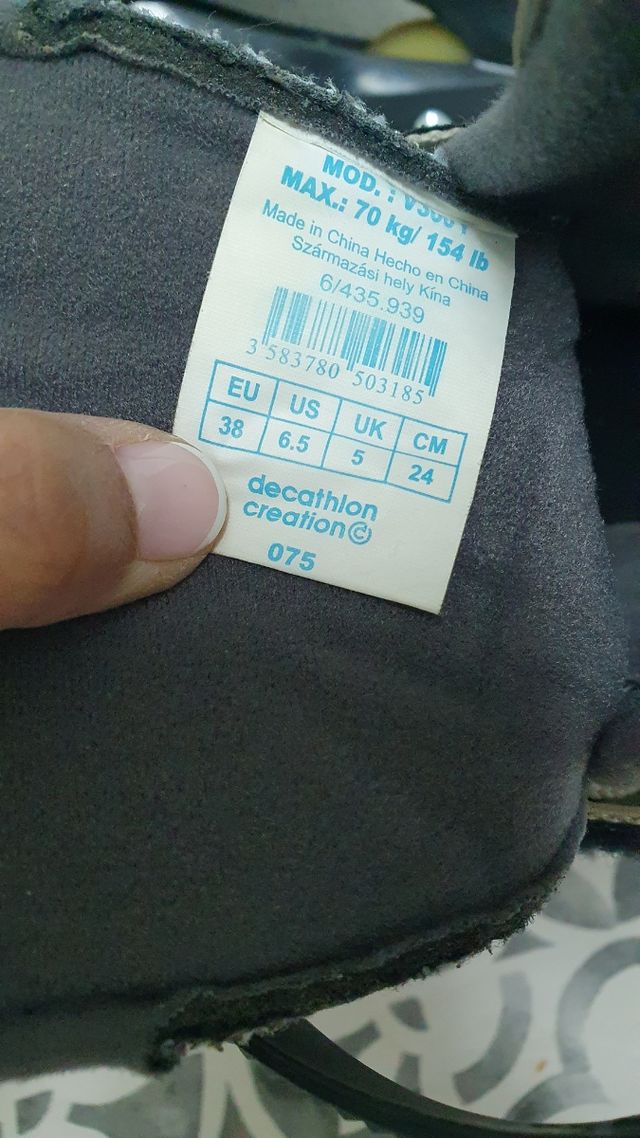 MOD. :
MAX.: 70 kg/ 154 lb
Made in China Hecho en China
Származási hely Kína
6/435.939
3 583780 503185
EU US UK CM
38 6.5 5 24
decathlon
creation©
075